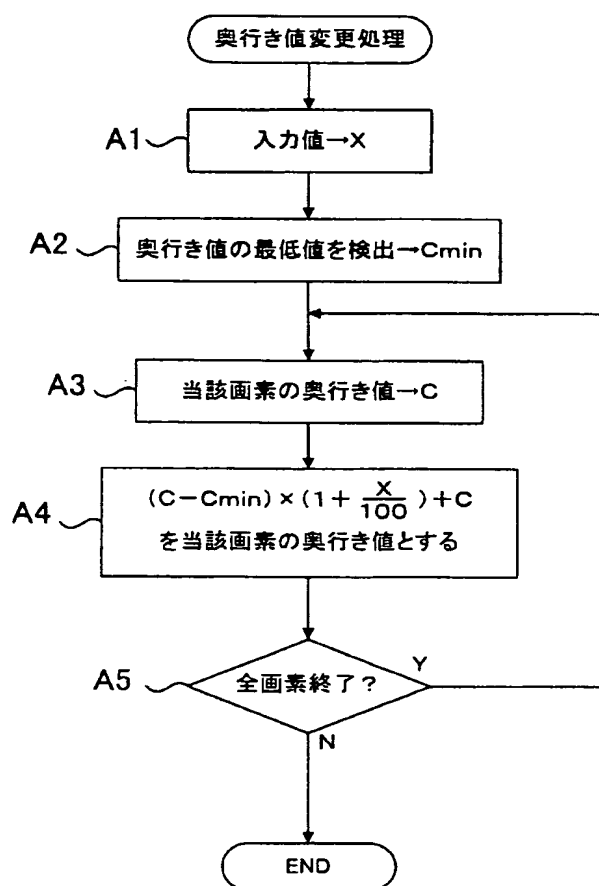 奥行き値変更処理
A1
入力値→X
A2
奥行き値の最低値を検出→Cmin
A3
当該画素の奥行き値→C
A4
(C-Cmin)×(1+X/100)+C
を当該画素の奥行き値とする
A5
全画素終了?
Y
N
END